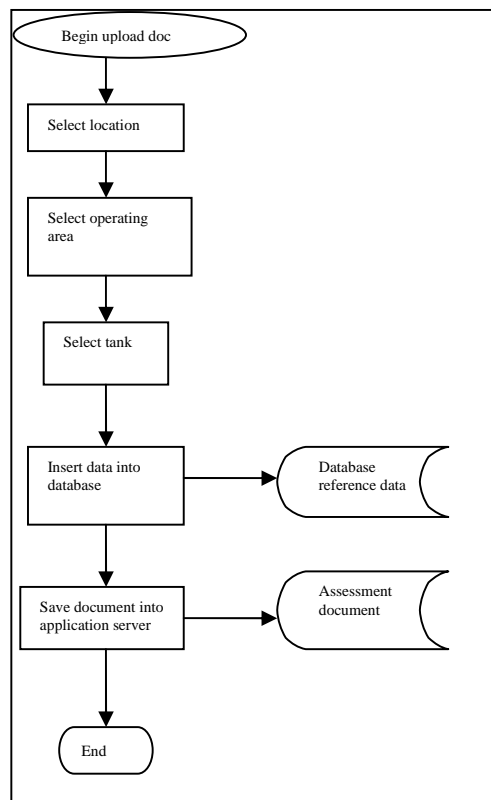 Begin upload doc
Select location
Select operating
area
Select tank
Insert data into
database
Database
reference data
Save document into
application server
Assessment
document
End